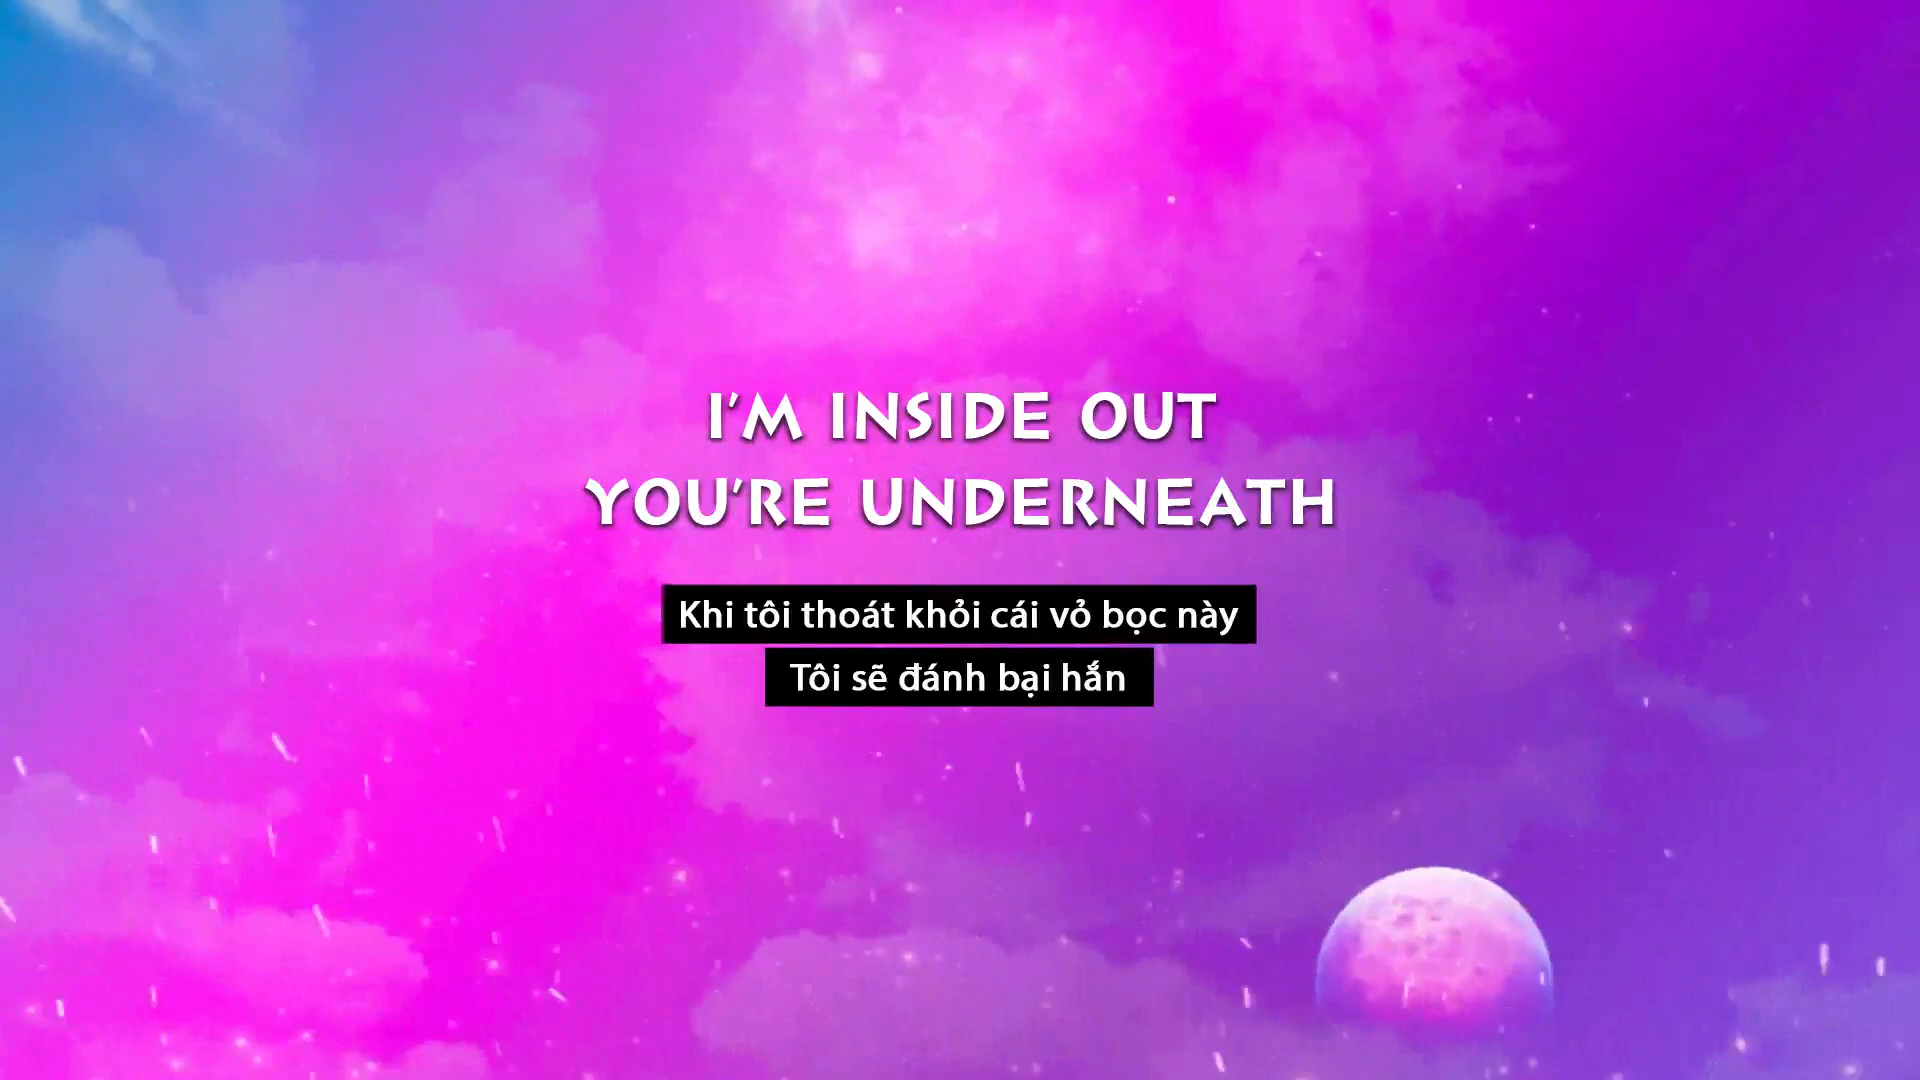 I'M INSIDE OUT
YOU'RE UNDERNEATH
Khi tôi thoát khỏi cái vỏ bọc này
Tôi sẽ đánh bại hắn